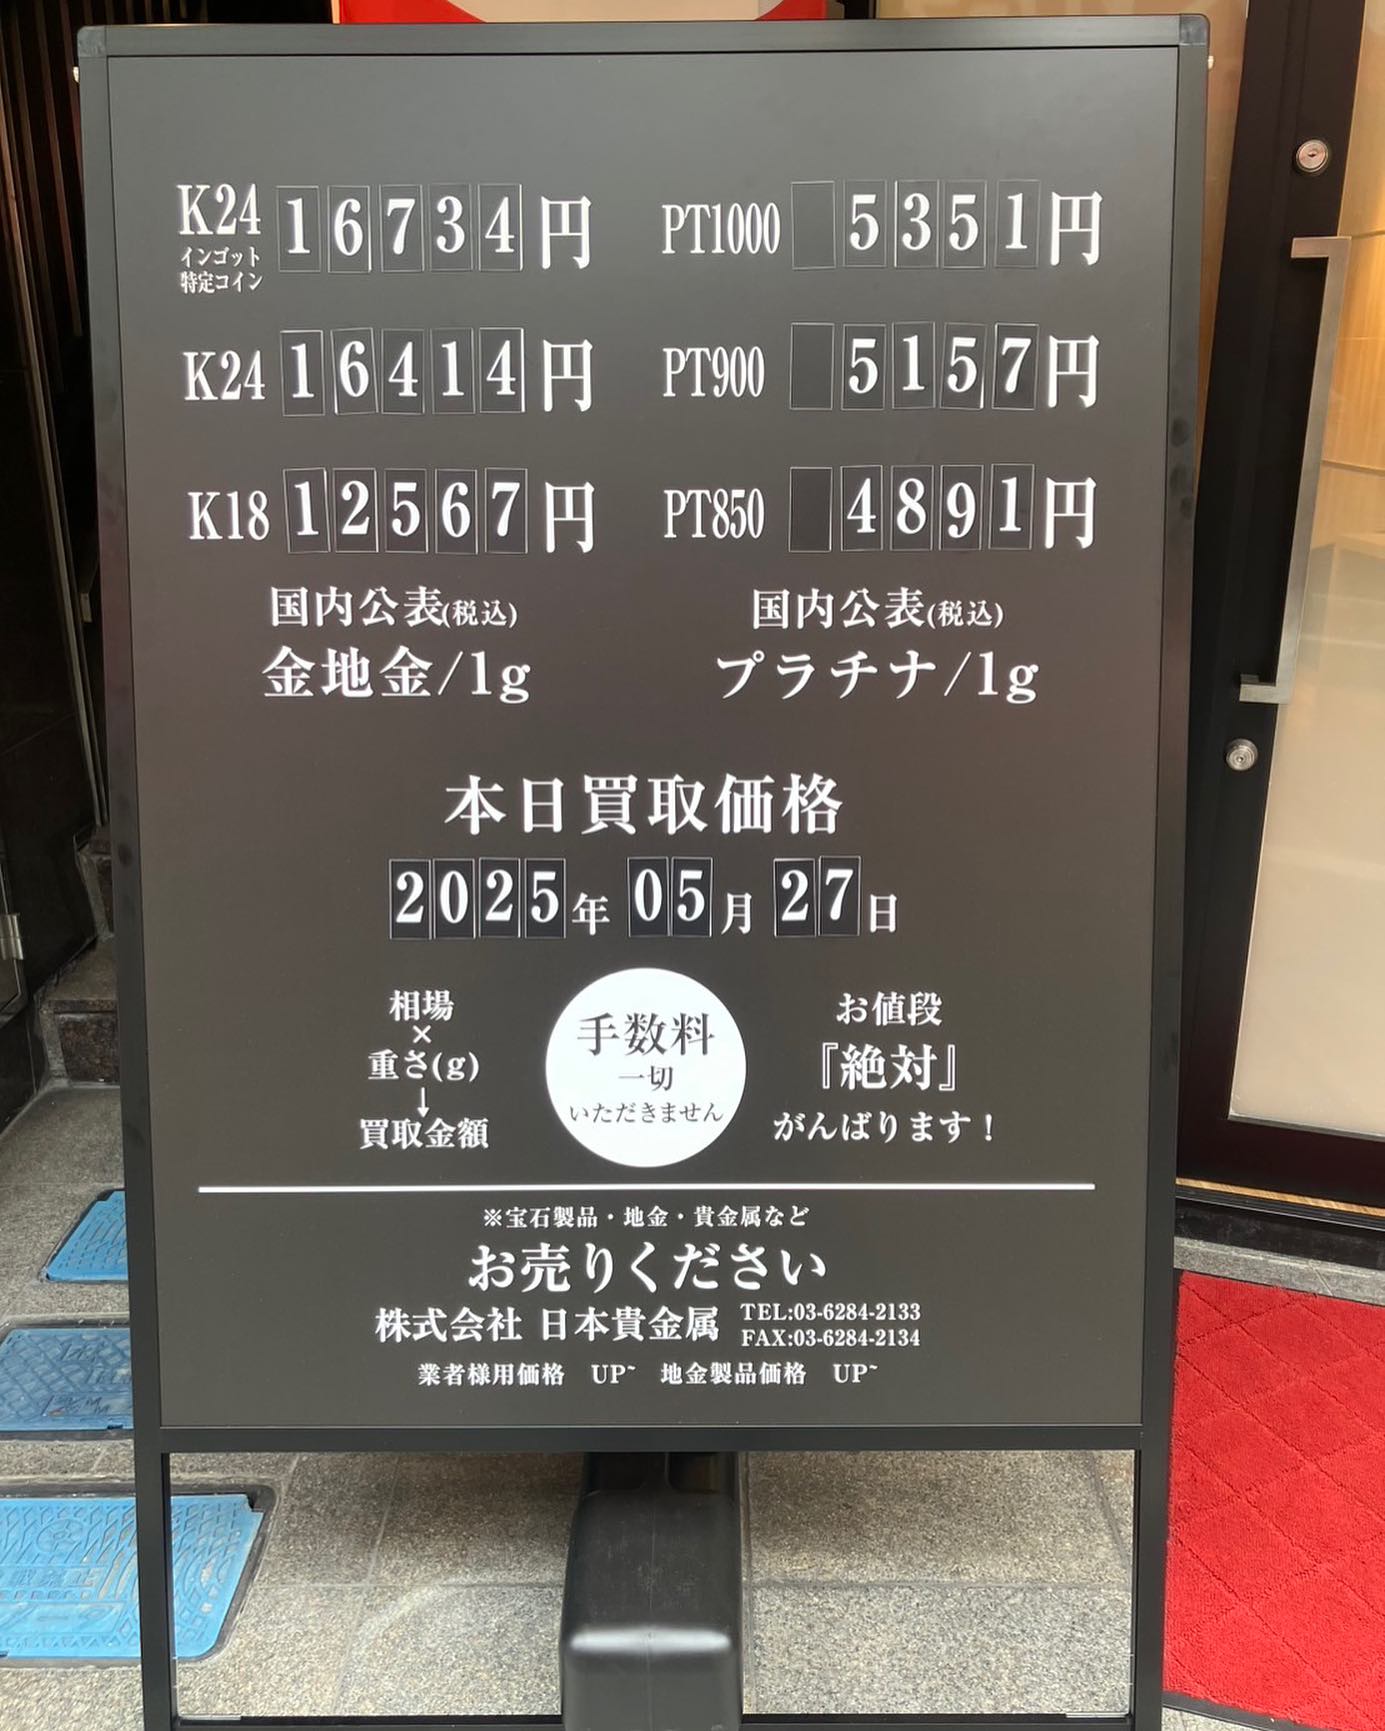 K24 16734円 PT1000 5351円
インゴット
特定コイン
K24 16414円 PT900 5157円
K18 12567円 PT850 4891円
国内公表(税込) 国内公表(税込)
金地金/1g プラチナ/1g
本日買取価格
2025年 05月 27日
相場
×
重さ(g)
↓
買取金額
手数料
一切
いただきません
お値段
『絶対』
がんばります!
※宝石製品・地金・貴金属など
お売りください
株式会社 日本貴金属
TEL:03-6284-2133
FAX:03-6284-2134
業者様用価格 UP~ 地金製品価格 UP~